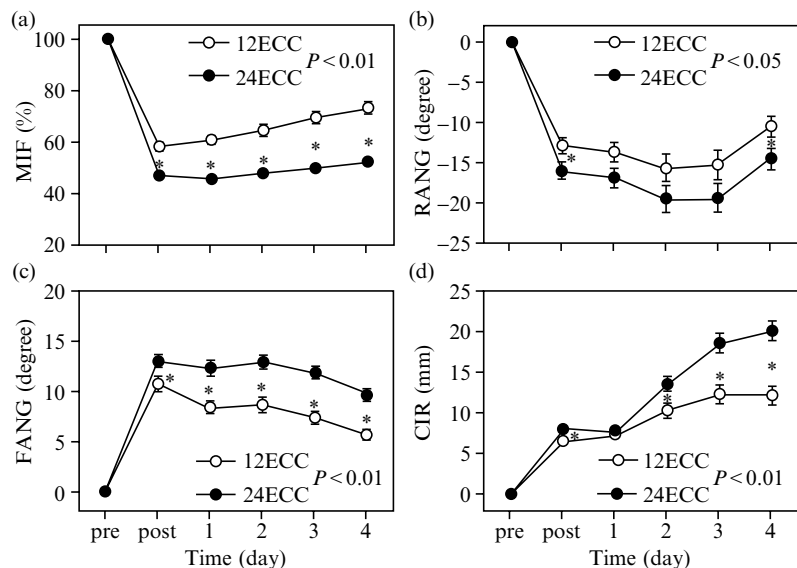 (a)
MIF (%)
100
80
60
40
20
12ECC
24ECC
P < 0.01
*
*
*
*
*
(b)
RANG (degree)
0
−5
−10
−15
−20
−25
12ECC
24ECC
P < 0.05
*
*
(c)
FANG (degree)
20
15
10
5
0
*
*
*
*
*
12ECC
24ECC
P < 0.01
pre post 1 2 3 4
Time (day)
(d)
CIR (mm)
25
20
15
10
5
0
*
*
*
*
12ECC
24ECC
P < 0.01
pre post 1 2 3 4
Time (day)